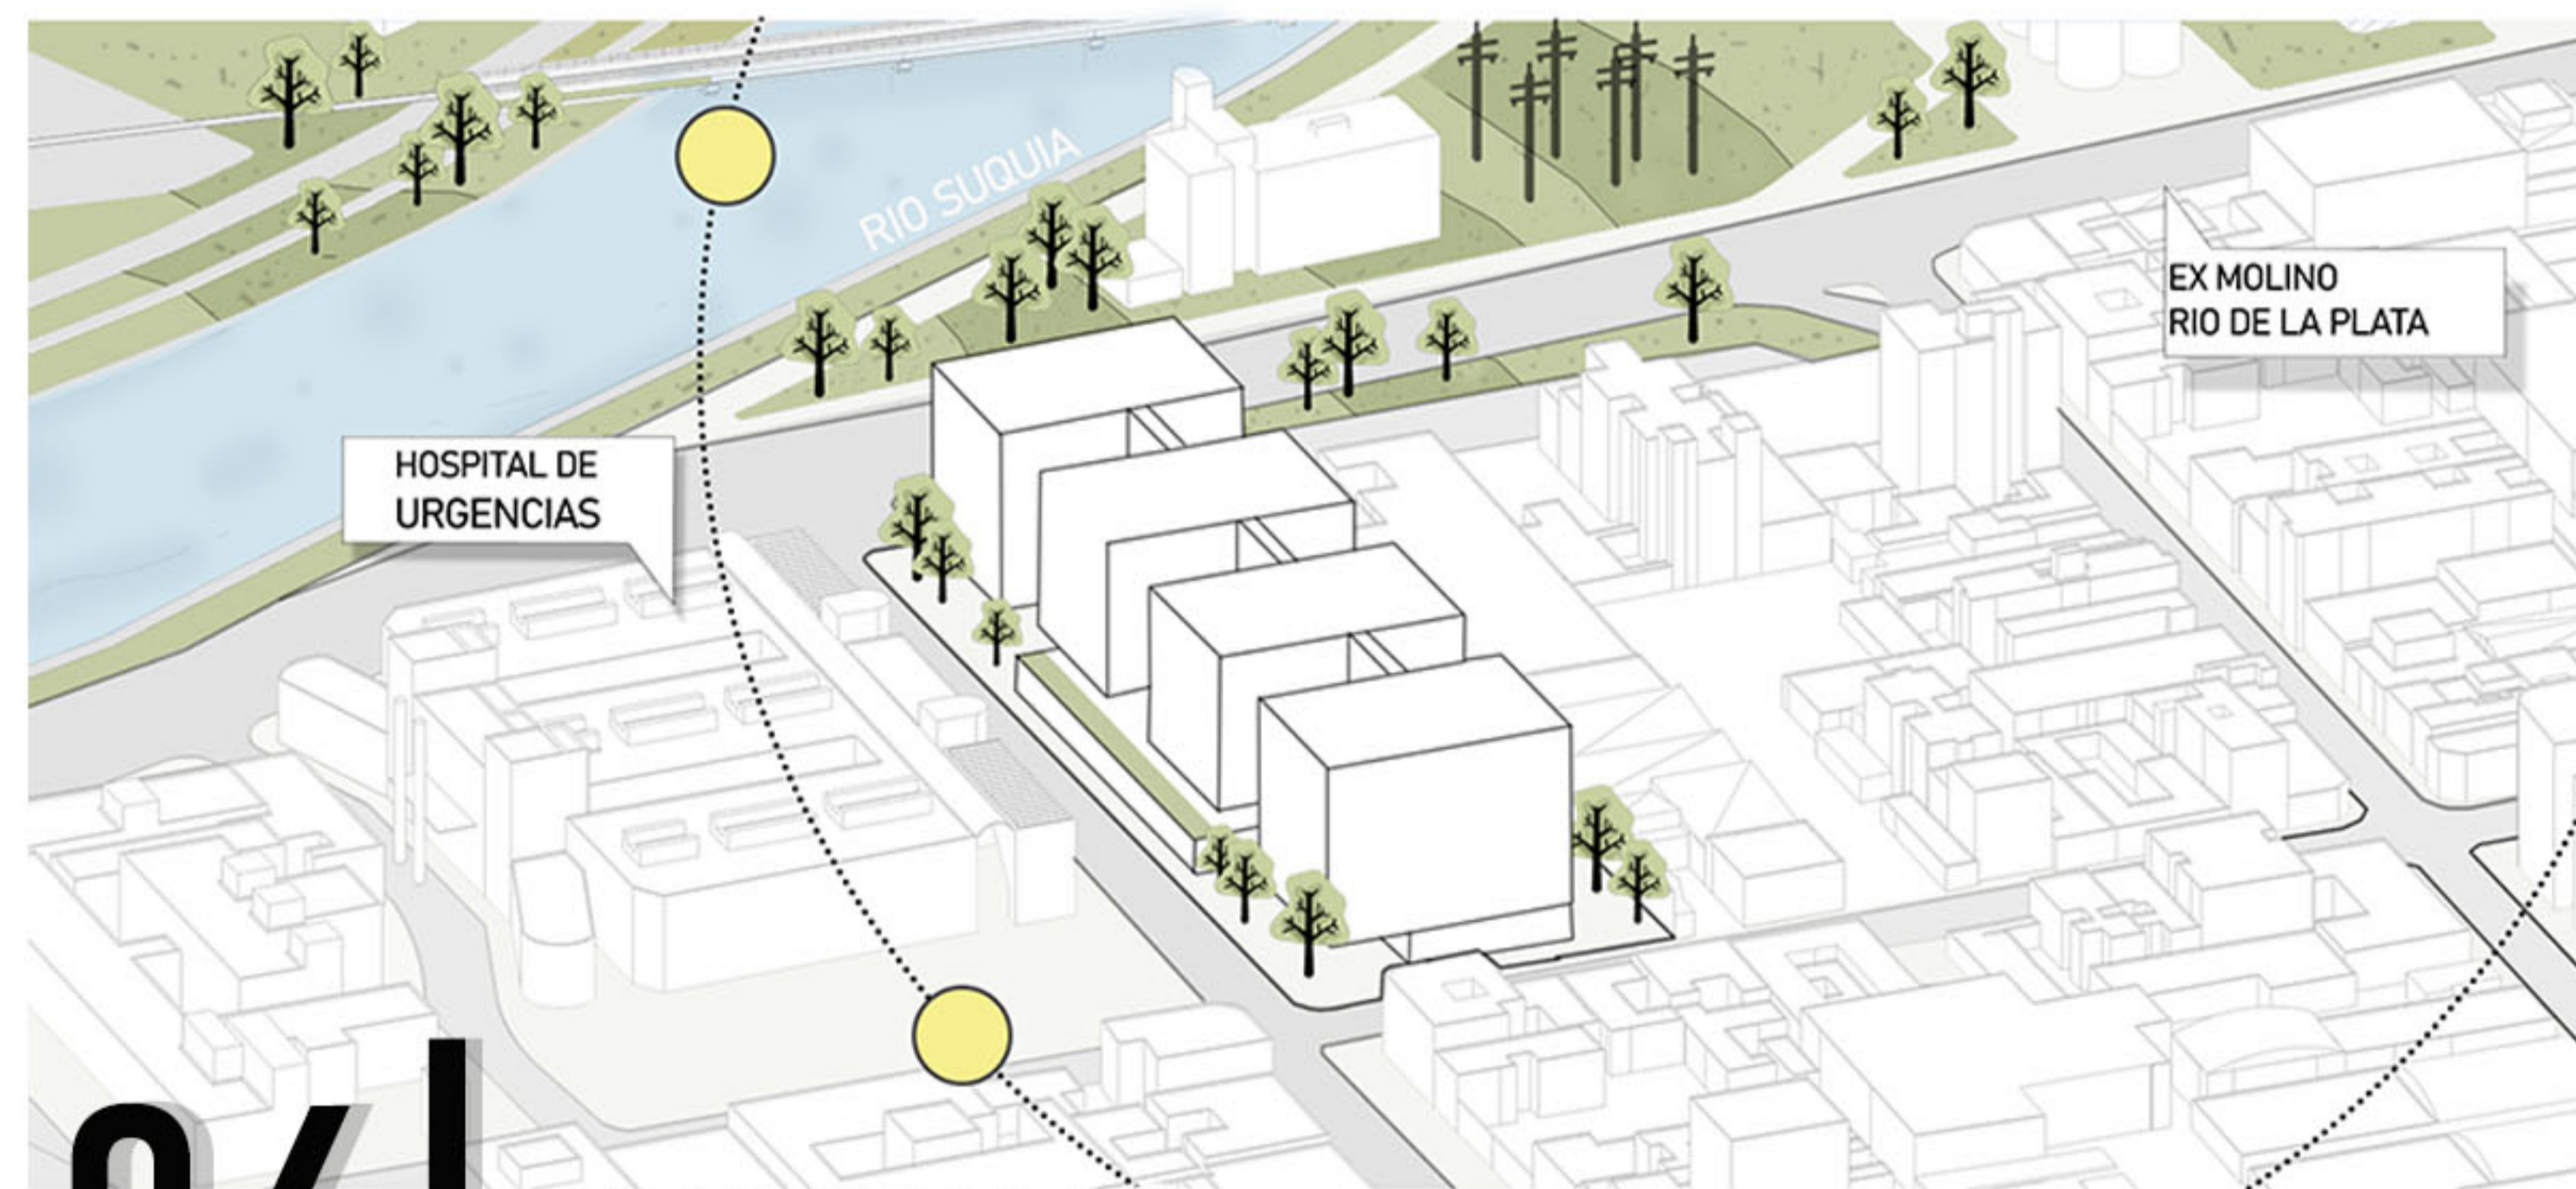 RIO SUQUIA
EX MOLINO
RIO DE LA PLATA
HOSPITAL DE
URGENCIAS